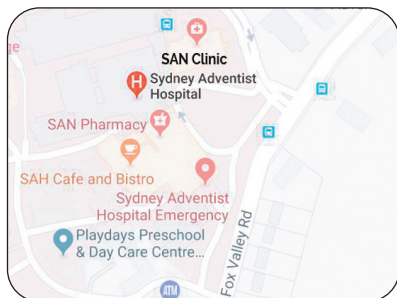 SAN Clinic
H
Sydney Adventist
Hospital
SAN Pharmacy
SAH Cafe and Bistro
Sydney Adventist
Hospital Emergency
Playdays Preschool
& Day Care Centre...
Fox Valley Rd
ATM